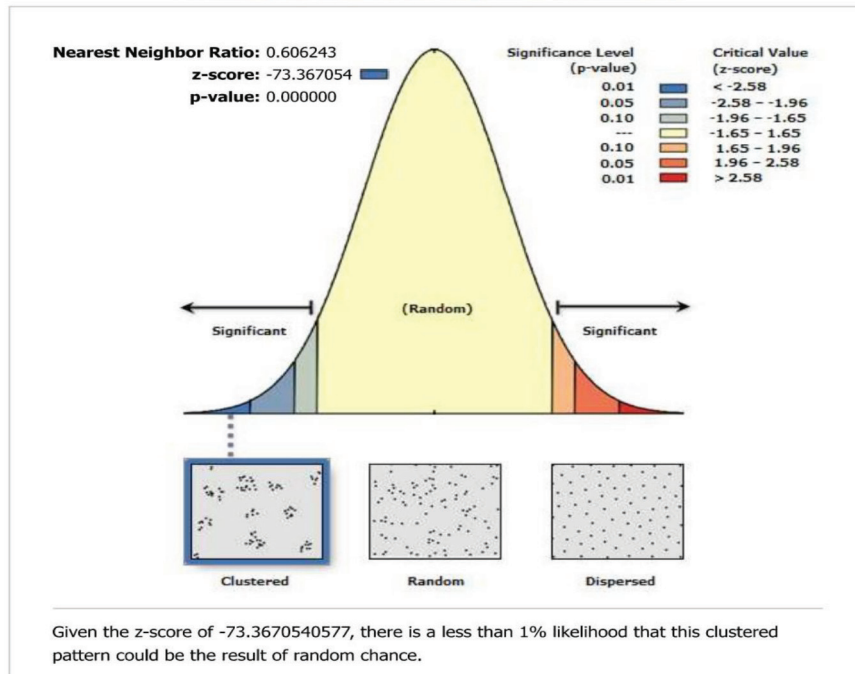 Nearest Neighbor Ratio: 0.606243
z-score: -73.367054
p-value: 0.000000
Significance Level (p-value)
Critical Value (z-score)
0.01 < -2.58
0.05 -2.58 – -1.96
0.10 -1.96 – -1.65
--- -1.65 – 1.65
0.10 1.65 – 1.96
0.05 1.96 – 2.58
0.01 > 2.58
Significant
(Random)
Significant
Clustered
Random
Dispersed
Given the z-score of -73.3670540577, there is a less than 1% likelihood that this clustered
pattern could be the result of random chance.